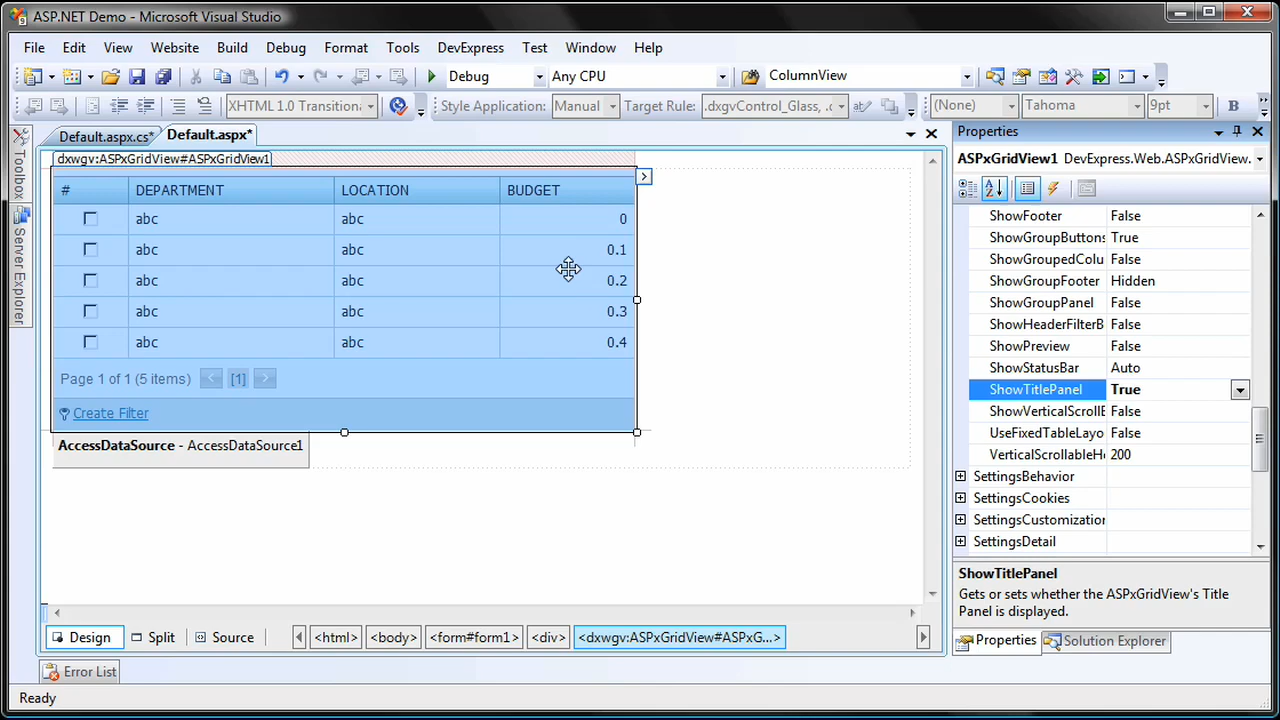 ASP.NET Demo - Microsoft Visual Studio
File Edit View Website Build Debug Format Tools DevExpress Test Window Help
Debug Any CPU ColumnView
XHTML 1.0 Transition Style Application: Manual Target Rule: .dxgvControl_Glass, (None) Tahoma 9pt B
Default.aspx.cs* Default.aspx*
Toolbox
Server Explorer
dxwgv:ASPxGridView#ASPxGridView1
# DEPARTMENT LOCATION BUDGET
abc abc 0
abc abc 0.1
abc abc 0.2
abc abc 0.3
abc abc 0.4
Page 1 of 1 (5 items) [1]
Create Filter
AccessDataSource - AccessDataSource1
Design Split Source <html> <body> <form#form1> <div> <dxwgv:ASPxGridView#ASPxG...>
Error List
Ready
Properties
ASPxGridView1 DevExpress.Web.ASPxGridView.
ShowFooter False
ShowGroupButtons True
ShowGroupedColu False
ShowGroupFooter Hidden
ShowGroupPanel False
ShowHeaderFilterB False
ShowPreview False
ShowStatusBar Auto
ShowTitlePanel True
ShowVerticalScrollB False
UseFixedTableLayo False
VerticalScrollableHe 200
SettingsBehavior
SettingsCookies
SettingsCustomization
SettingsDetail
ShowTitlePanel
Gets or sets whether the ASPxGridView's Title
Panel is displayed.
Properties Solution Explorer